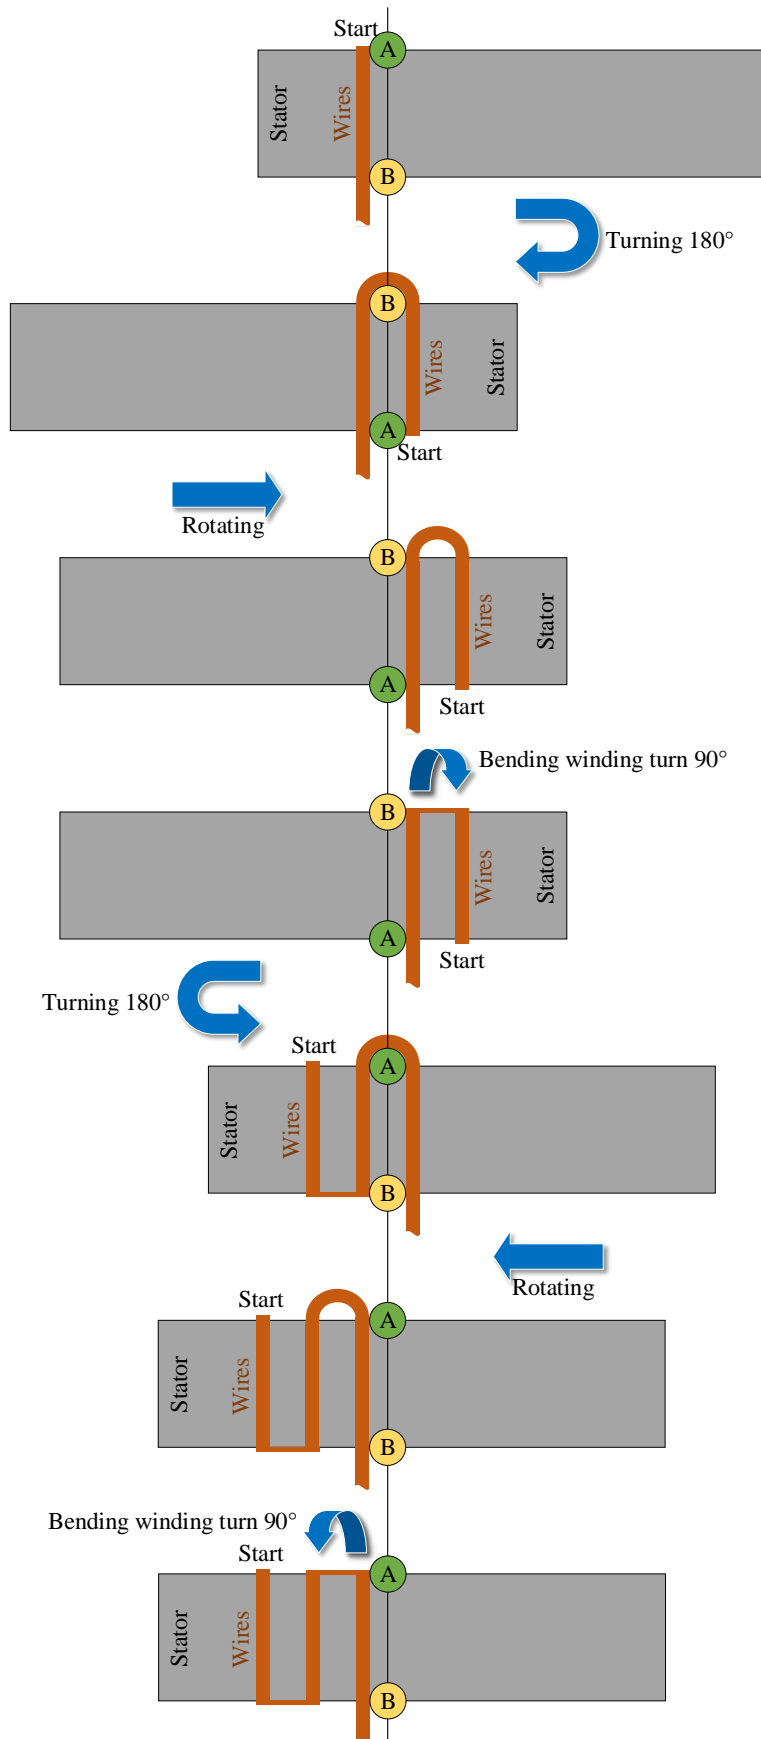 Start
A
Stator
Wires
B
Turning 180°
B
Wires
Stator
A
Start
Rotating
B
Wires
Stator
A
Start
Bending winding turn 90°
B
Wires
Stator
A
Start
Turning 180°
Start
A
Stator
Wires
B
Rotating
Start
A
Stator
Wires
B
Bending winding turn 90°
Start
A
Stator
Wires
B